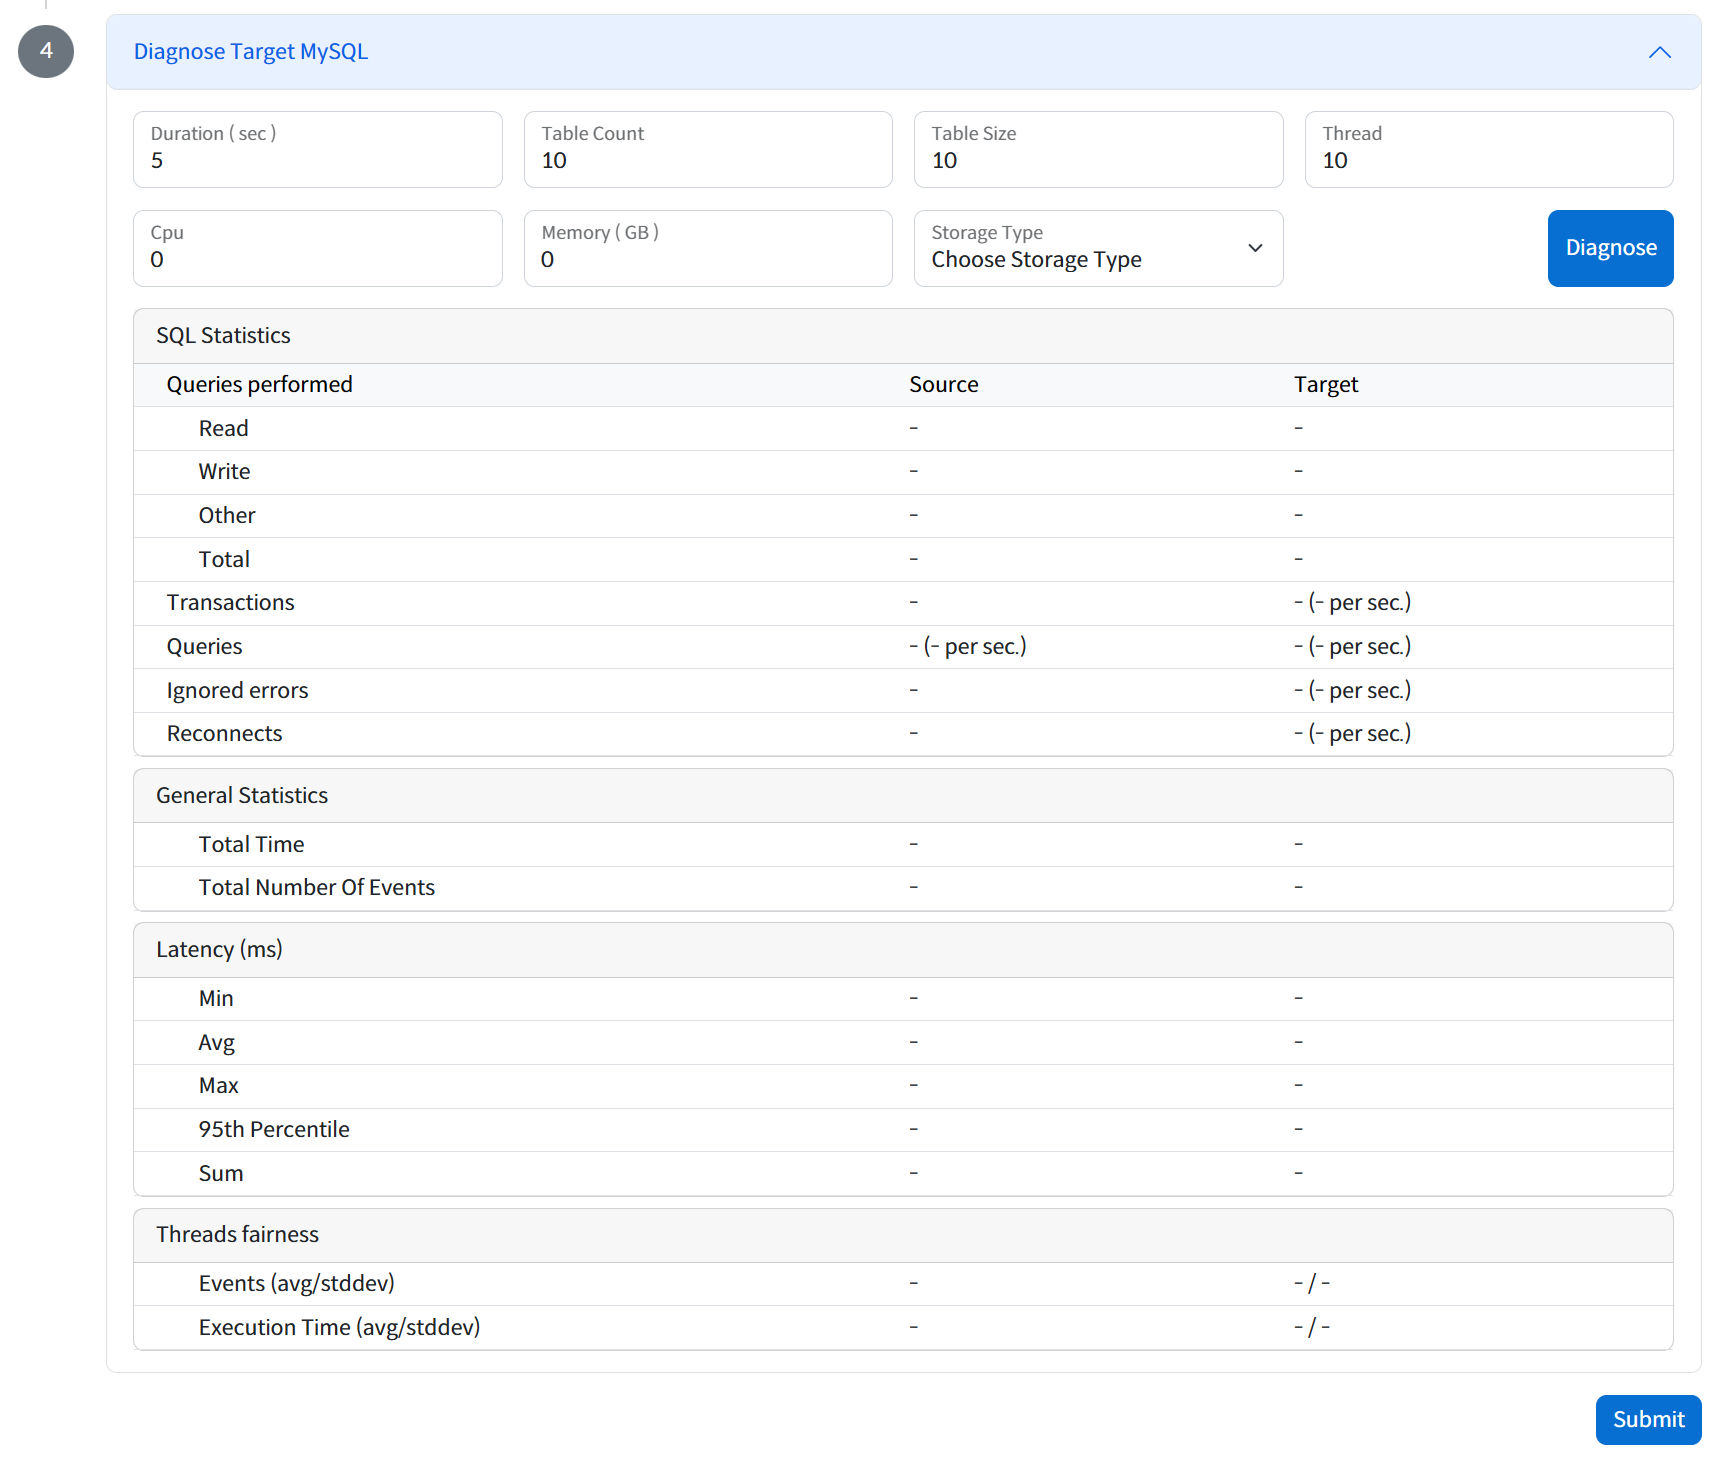 4
Diagnose Target MySQL
Duration ( sec ) Table Count Table Size Thread
5 10 10 10
Cpu Memory ( GB ) Storage Type
0 0 Choose Storage Type Diagnose
SQL Statistics
Queries performed Source Target
Read - -
Write - -
Other - -
Total - -
Transactions - - (- per sec.)
Queries - (- per sec.) - (- per sec.)
Ignored errors - - (- per sec.)
Reconnects - - (- per sec.)
General Statistics
Total Time - -
Total Number Of Events - -
Latency (ms)
Min - -
Avg - -
Max - -
95th Percentile - -
Sum - -
Threads fairness
Events (avg/stddev) - - / -
Execution Time (avg/stddev) - - / -
Submit